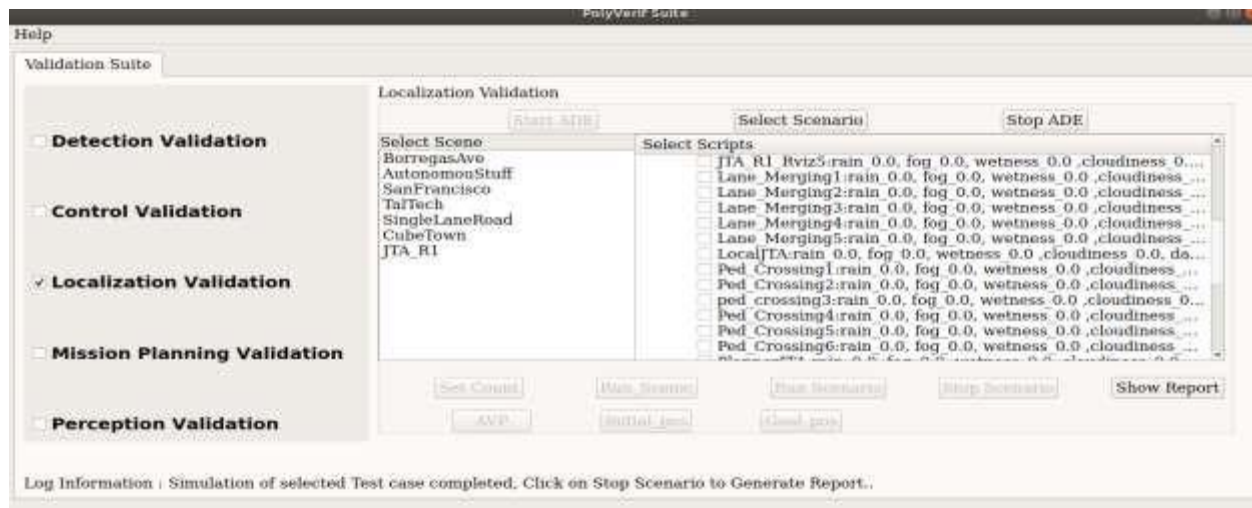 PolyVerif Suite
Help
Validation Suite
Localization Validation
Start ADE
Select Scenario
Stop ADE
Detection Validation
Control Validation
Localization Validation
Mission Planning Validation
Perception Validation
Select Scene
BorregasAve
AutonomouStuff
SanFrancisco
TalTech
SingleLaneRoad
CubeTown
JTA_R1
Select Scripts
JTA_R1_Rviz5:rain_0.0, fog_0.0, wetness_0.0 ,cloudiness_0....
Lane_Merging1:rain_0.0, fog_0.0, wetness_0.0 ,cloudiness_...
Lane_Merging2:rain_0.0, fog_0.0, wetness_0.0 ,cloudiness_...
Lane_Merging3:rain_0.0, fog_0.0, wetness_0.0 ,cloudiness_...
Lane_Merging4:rain_0.0, fog_0.0, wetness_0.0 ,cloudiness_...
Lane_Merging5:rain_0.0, fog_0.0, wetness_0.0 ,cloudiness_...
LocalJTA:rain_0.0, fog_0.0, wetness_0.0 ,cloudiness_0.0, da...
Ped_Crossing1:rain_0.0, fog_0.0, wetness_0.0 ,cloudiness_...
Ped_Crossing2:rain_0.0, fog_0.0, wetness_0.0 ,cloudiness_...
ped_crossing3:rain_0.0, fog_0.0, wetness_0.0 ,cloudiness_0...
Ped_Crossing4:rain_0.0, fog_0.0, wetness_0.0 ,cloudiness_...
Ped_Crossing5:rain_0.0, fog_0.0, wetness_0.0 ,cloudiness_...
Ped_Crossing6:rain_0.0, fog_0.0, wetness_0.0 ,cloudiness_...
Set Count
Run_Scene
Run Scenario
Stop Scenario
Show Report
AVP
Initial_pos
Goal_pos
Log Information : Simulation of selected Test case completed, Click on Stop Scenario to Generate Report..